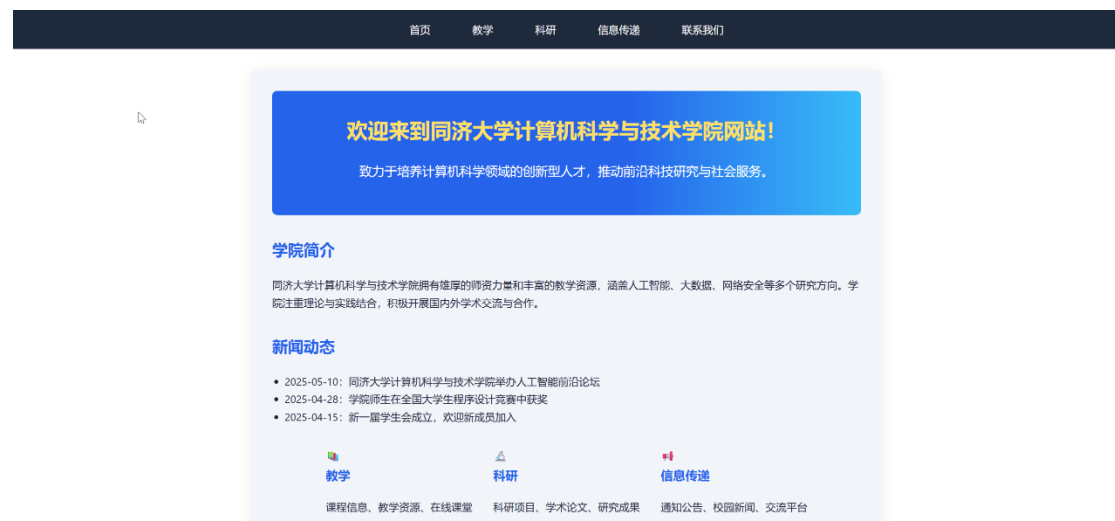 首页 教学 科研 信息传递 联系我们
欢迎来到同济大学计算机科学与技术学院网站！
致力于培养计算机科学领域的创新型人才，推动前沿科技研究与社会服务。
学院简介
同济大学计算机科学与技术学院拥有雄厚的师资力量和丰富的教学资源，涵盖人工智能、大数据、网络安全等多个研究方向。学
院注重理论与实践结合，积极开展国内外学术交流与合作。
新闻动态
• 2025-05-10：同济大学计算机科学与技术学院举办人工智能前沿论坛
• 2025-04-28：学院师生在全国大学生程序设计竞赛中获奖
• 2025-04-15：新一届学生会成立，欢迎新成员加入
教学 科研 信息传递
课程信息、教学资源、在线课堂 科研项目、学术论文、研究成果 通知公告、校园新闻、交流平台